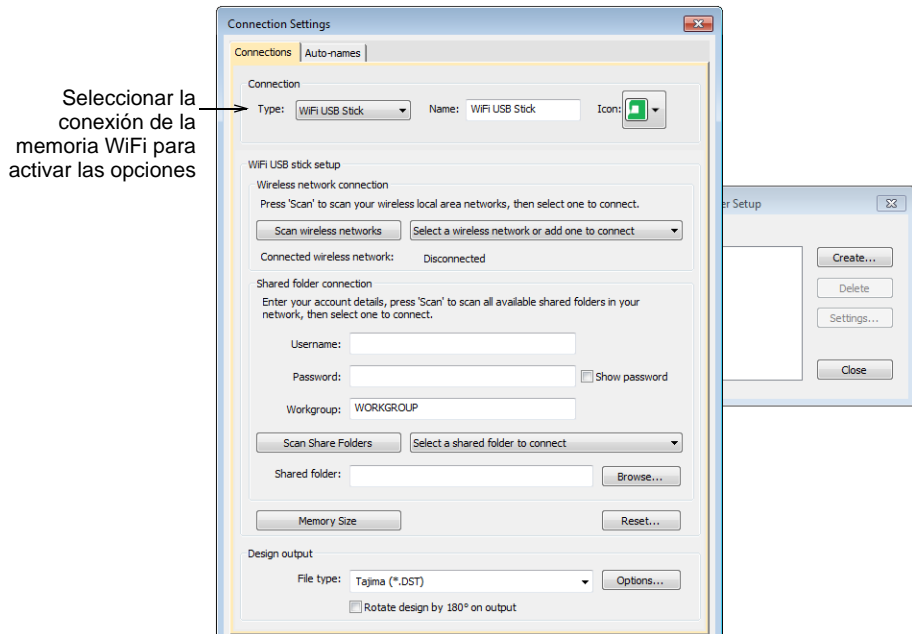 Connection Settings
Connections
Auto-names
Seleccionar la
conexión de la
memoria WiFi para
activar las opciones
Connection
Type: WiFi USB Stick
Name: WiFi USB Stick
Icon:
WiFi USB stick setup
Wireless network connection
Press 'Scan' to scan your wireless local area networks, then select one to connect.
Scan wireless networks
Select a wireless network or add one to connect
Connected wireless network: Disconnected
Shared folder connection
Enter your account details, press 'Scan' to scan all available shared folders in your
network, then select one to connect.
Username:
Password:
Show password
Workgroup: WORKGROUP
Scan Share Folders
Select a shared folder to connect
Shared folder:
Browse...
Memory Size
Reset...
Design output
File type: Tajima (*.DST)
Options...
Rotate design by 180° on output
Setup
Create...
Delete
Settings...
Close